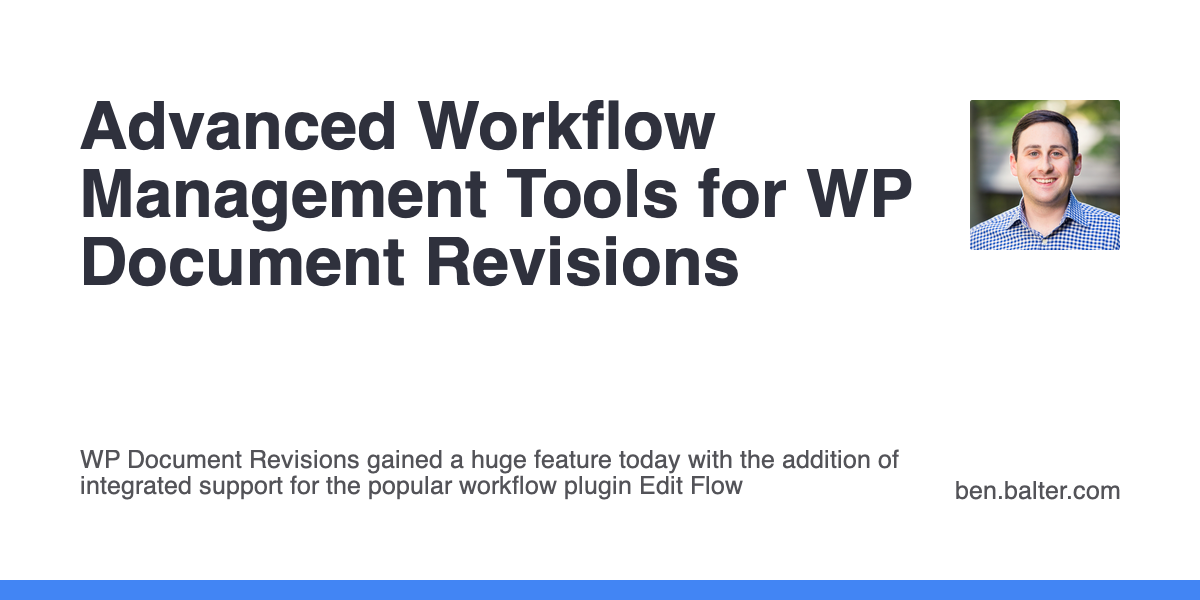 Advanced Workflow
Management Tools for WP
Document Revisions
WP Document Revisions gained a huge feature today with the addition of
integrated support for the popular workflow plugin Edit Flow
ben.balter.com